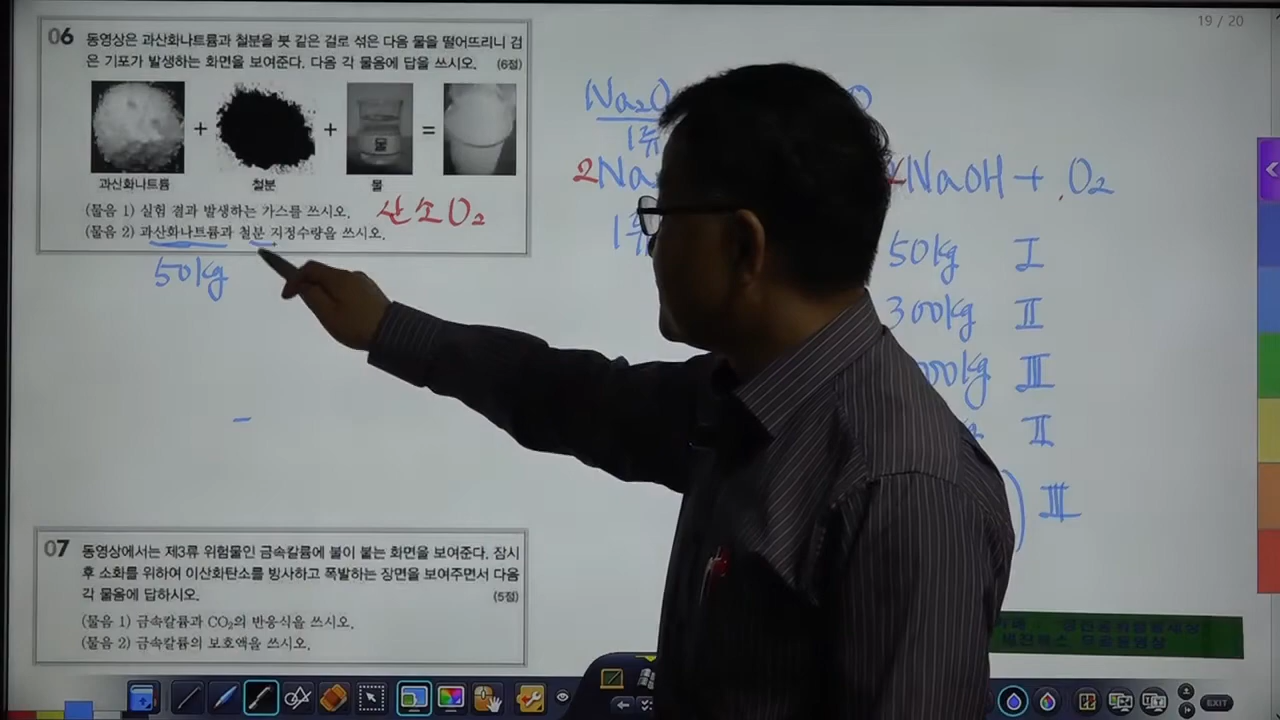 19 / 20
06 동영상은 과산화나트륨과 철분을 붓 같은 걸로 섞은 다음 물을 떨어뜨리니 검
은 기포가 발생하는 화면을 보여준다. 다음 각 물음에 답을 쓰시오. (6점)
+ + 물 =
과산화나트륨 철분 물
(물음 1) 실험 결과 발생하는 가스를 쓰시오. 산소 O₂
(물음 2) 과산화나트륨과 철분 지정수량을 쓰시오.
50kg
Na₂O
1류
2Na NaOH + O₂
1류
50kg Ⅰ
300kg Ⅱ
00kg Ⅲ
Ⅱ
) Ⅲ
07 동영상에서는 제3류 위험물인 금속칼륨에 불이 붙는 화면을 보여준다. 잠시
후 소화를 위하여 이산화탄소를 방사하고 폭발하는 장면을 보여주면서 다음
각 물음에 답하시오. (5점)
(물음 1) 금속칼륨과 CO₂의 반응식을 쓰시오.
(물음 2) 금속칼륨의 보호액을 쓰시오.
EXIT